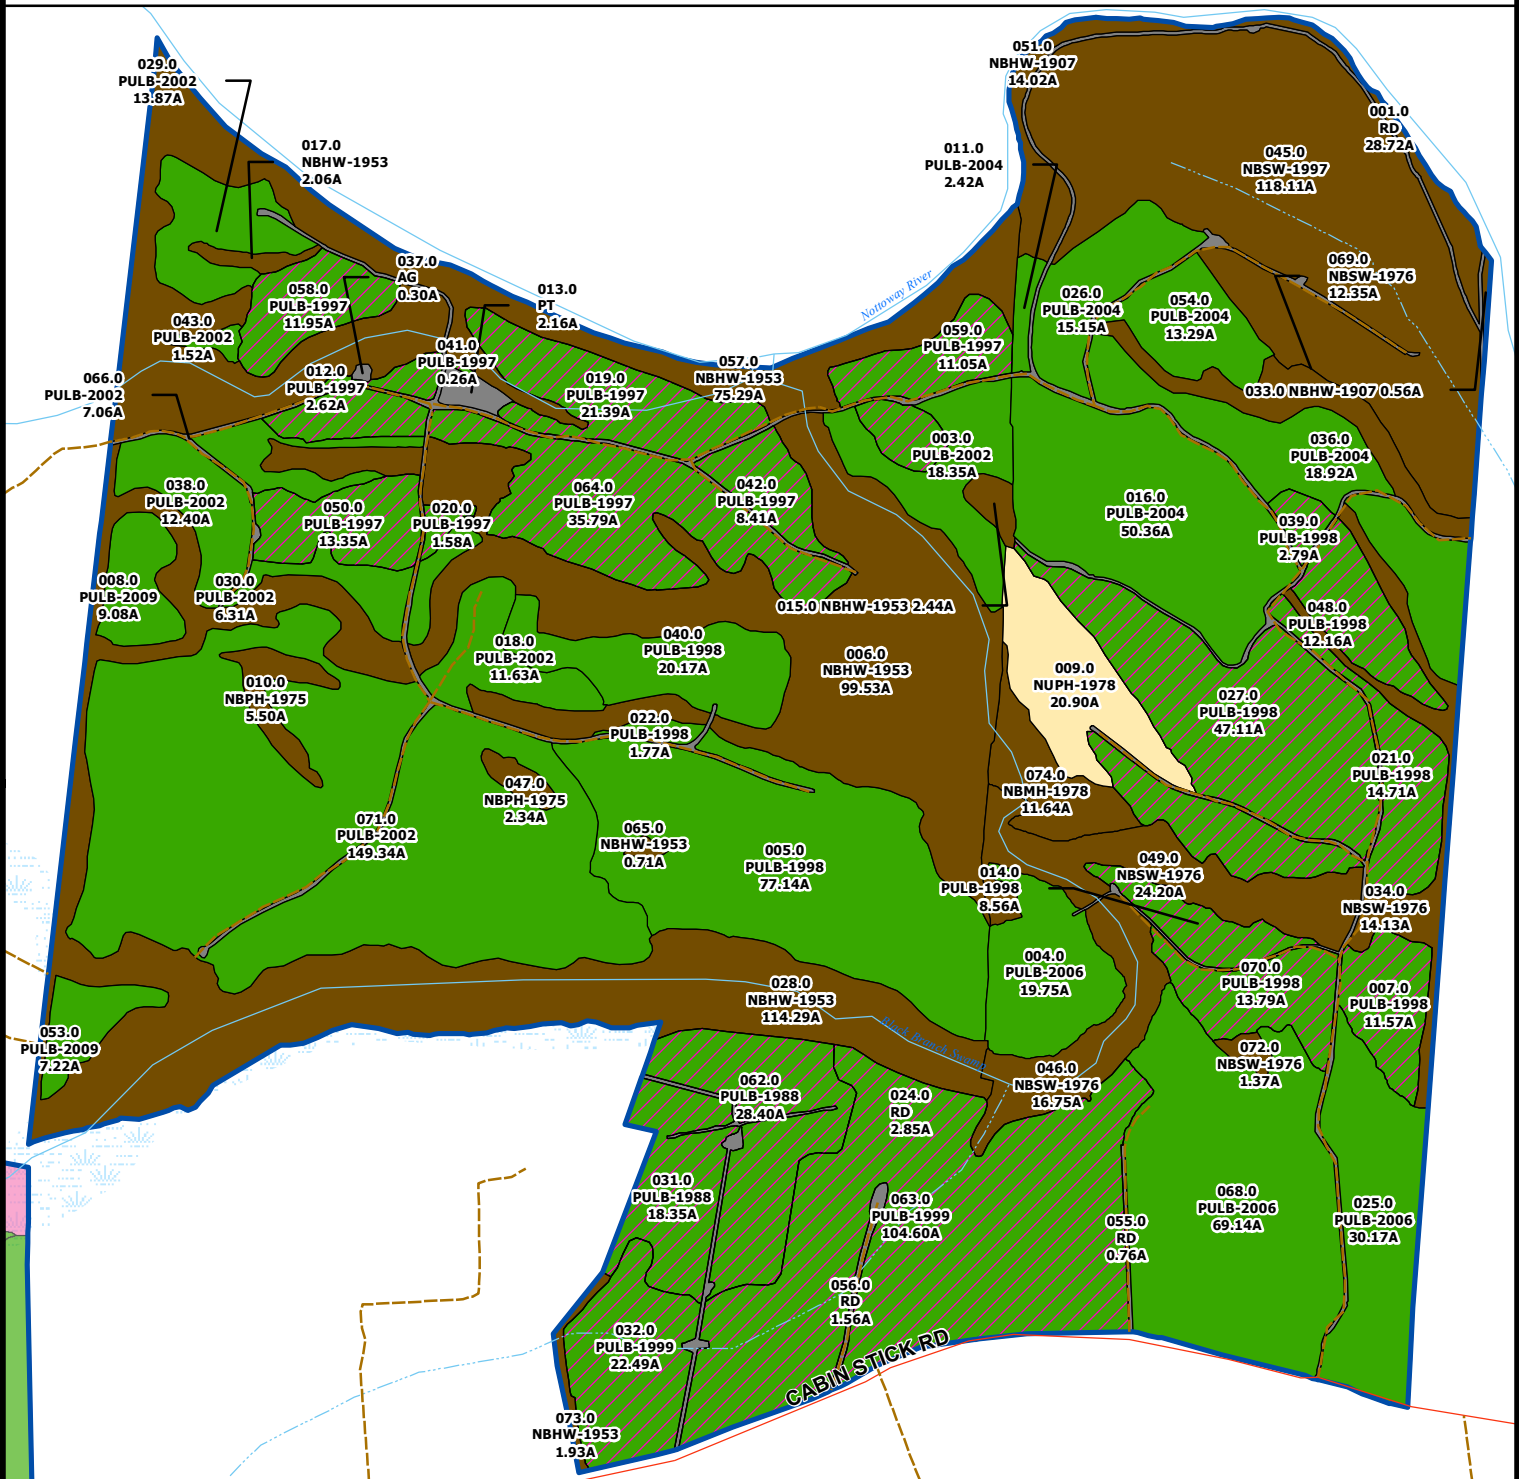 029.0
PULB-2002
13.87A
017.0
NBHW-1953
2.06A
051.0
NBHW-1907
14.02A
001.0
RD
28.72A
011.0
PULB-2004
2.42A
045.0
NBSW-1997
118.11A
037.0
AG
0.30A
058.0
PULB-1997
11.95A
013.0
PT
2.16A
Nottoway River
026.0
PULB-2004
15.15A
054.0
PULB-2004
13.29A
069.0
NBSW-1976
12.35A
043.0
PULB-2002
1.52A
041.0
PULB-1997
0.26A
059.0
PULB-1997
11.05A
066.0
PULB-2002
7.06A
012.0
PULB-1997
2.62A
019.0
PULB-1997
21.39A
057.0
NBHW-1953
75.29A
033.0 NBHW-1907 0.56A
003.0
PULB-2002
18.35A
036.0
PULB-2004
18.92A
038.0
PULB-2002
12.40A
050.0
PULB-1997
13.35A
020.0
PULB-1997
1.58A
064.0
PULB-1997
35.79A
042.0
PULB-1997
8.41A
016.0
PULB-2004
50.36A
039.0
PULB-1998
2.79A
008.0
PULB-2009
9.08A
030.0
PULB-2002
6.31A
015.0 NBHW-1953 2.44A
048.0
PULB-1998
12.16A
018.0
PULB-2002
11.63A
040.0
PULB-1998
20.17A
006.0
NBHW-1953
99.53A
009.0
NUPH-1978
20.90A
010.0
NBPH-1975
5.50A
027.0
PULB-1998
47.11A
022.0
PULB-1998
1.77A
021.0
PULB-1998
14.71A
047.0
NBPH-1975
2.34A
074.0
NBMH-1978
11.64A
071.0
PULB-2002
149.34A
065.0
NBHW-1953
0.71A
005.0
PULB-1998
77.14A
014.0
PULB-1998
8.56A
049.0
NBSW-1976
24.20A
034.0
NBSW-1976
14.13A
004.0
PULB-2006
19.75A
070.0
PULB-1998
13.79A
007.0
PULB-1998
11.57A
028.0
NBHW-1953
114.29A
Black Branch Swamp
053.0
PULB-2009
7.22A
072.0
NBSW-1976
1.37A
046.0
NBSW-1976
16.75A
062.0
PULB-1988
28.40A
024.0
RD
2.85A
031.0
PULB-1988
18.35A
063.0
PULB-1999
104.60A
068.0
PULB-2006
69.14A
025.0
PULB-2006
30.17A
055.0
RD
0.76A
056.0
RD
1.56A
032.0
PULB-1999
22.49A
CABIN STICK RD
073.0
NBHW-1953
1.93A